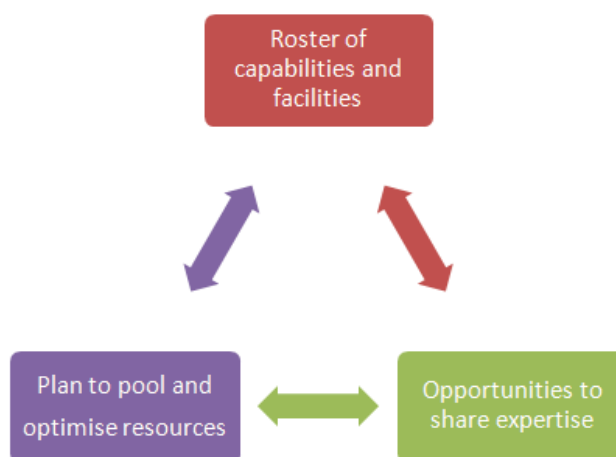 Roster of
capabilities and
facilities
Plan to pool and
optimise resources
Opportunities to
share expertise